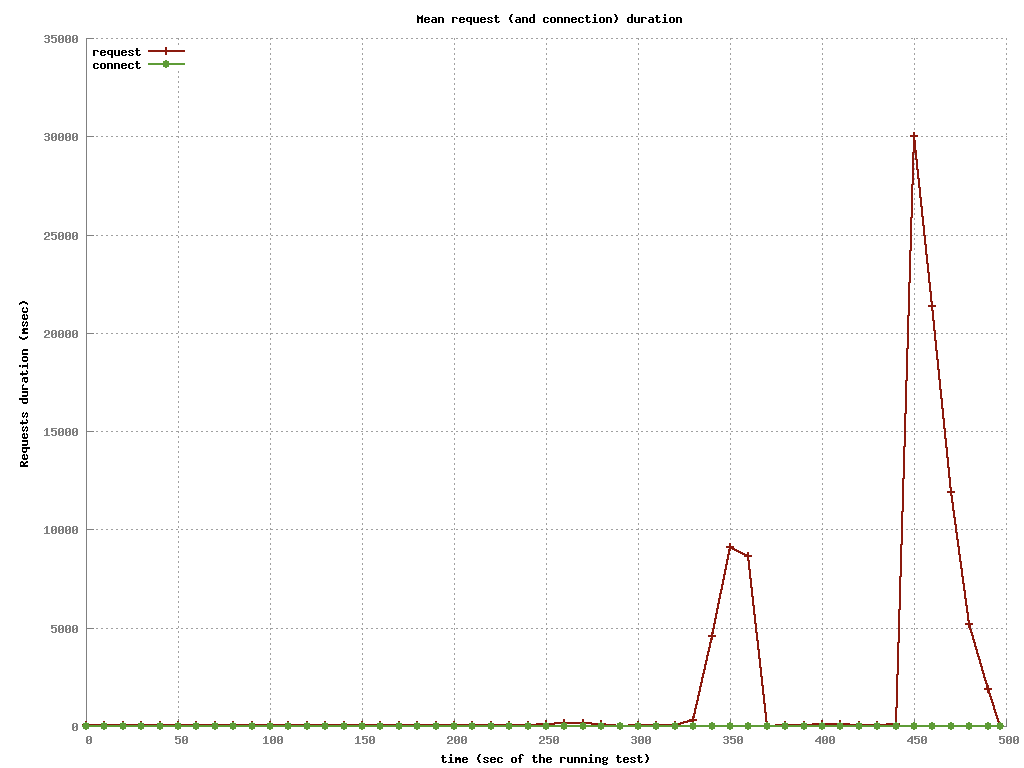 Mean request (and connection) duration
35000
request
connect
30000
25000
20000
15000
10000
5000
0
Requests duration (msec)
0 50 100 150 200 250 300 350 400 450 500
time (sec of the running test)